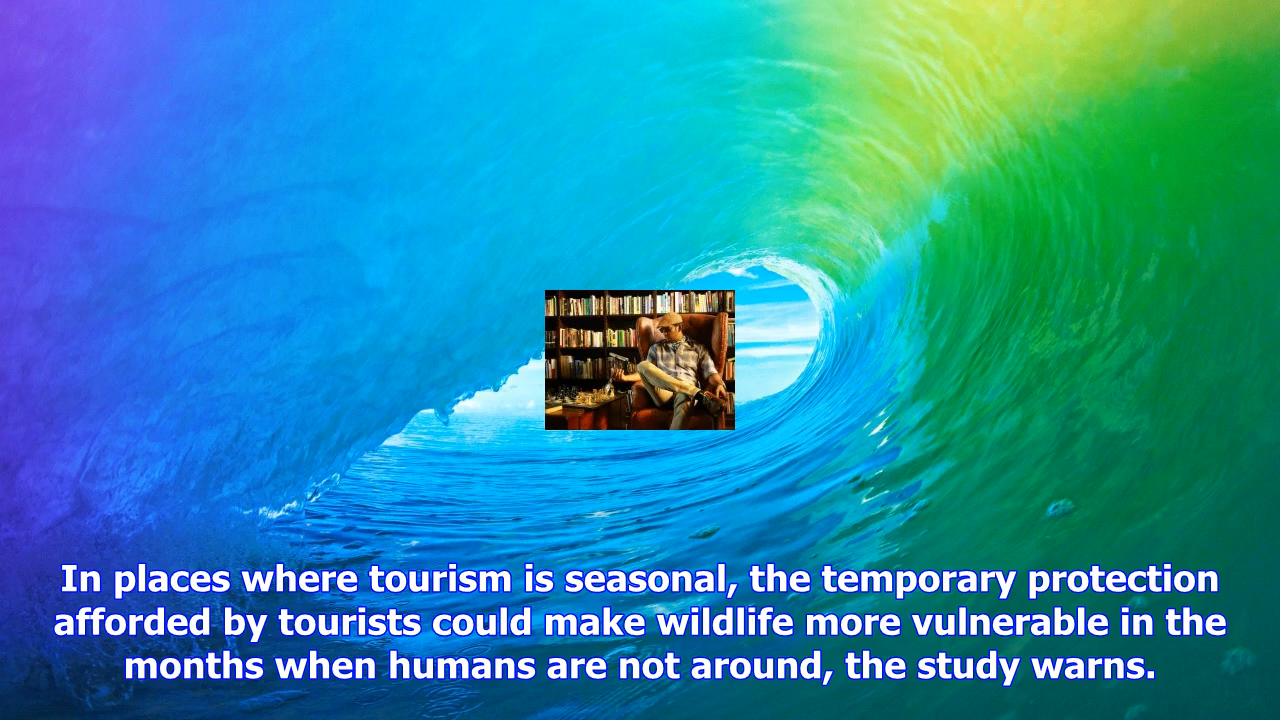 In places where tourism is seasonal, the temporary protection
afforded by tourists could make wildlife more vulnerable in the
months when humans are not around, the study warns.